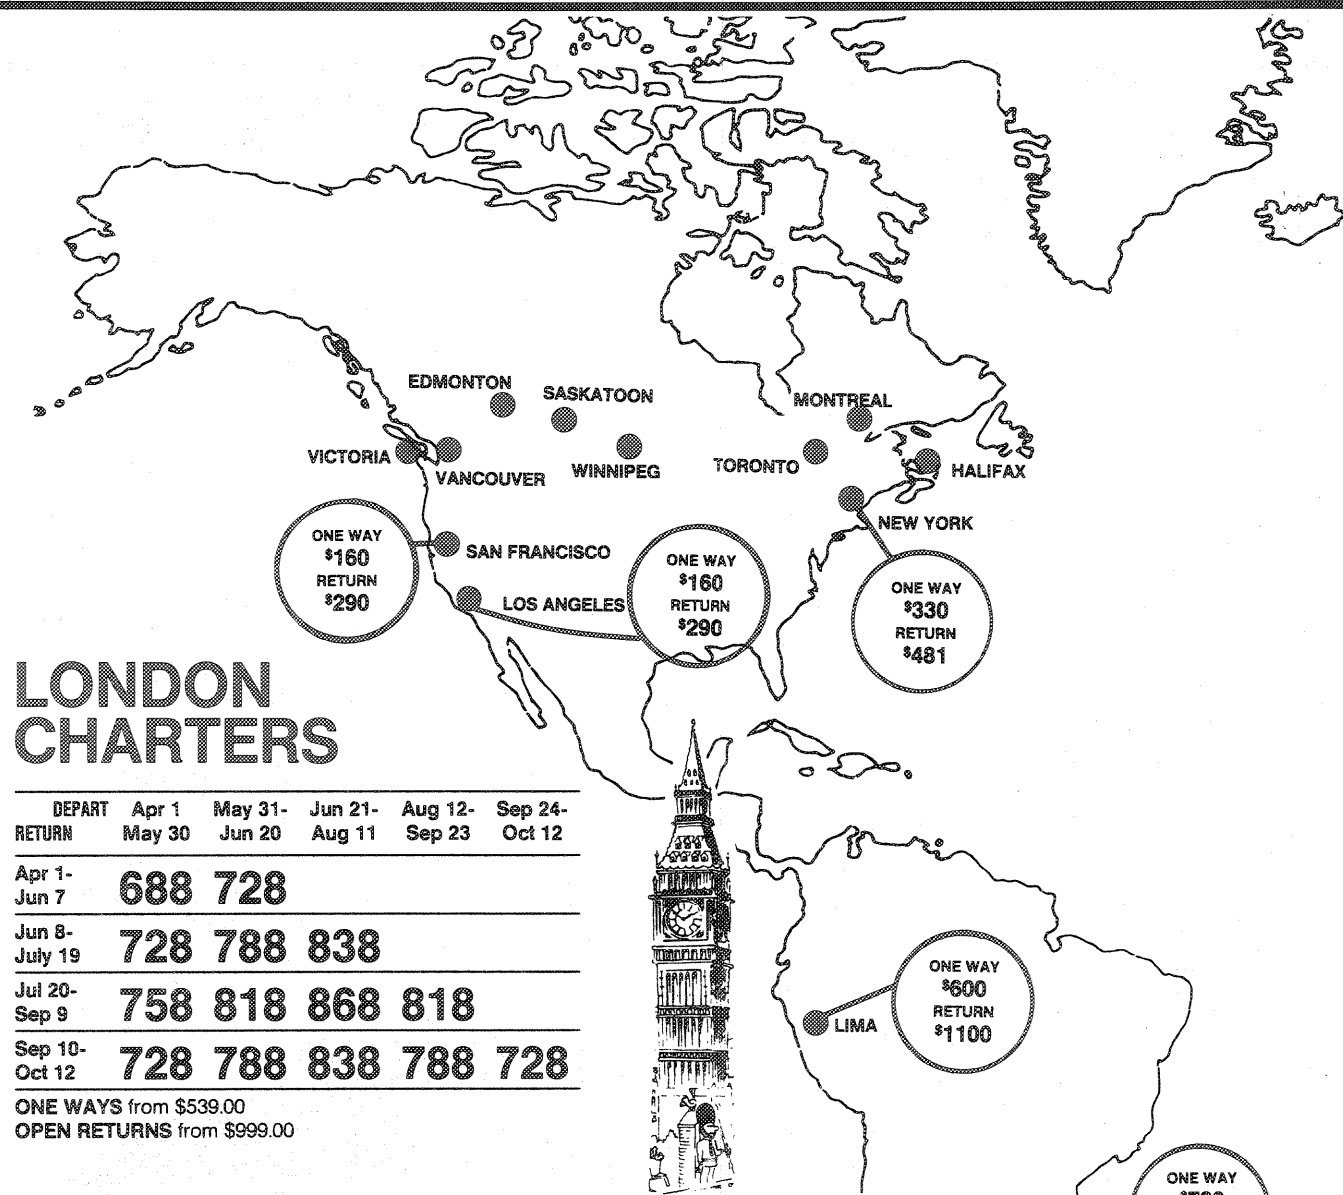 EDMONTON
SASKATOON
MONTREAL
VICTORIA
VANCOUVER
WINNIPEG
TORONTO
HALIFAX
NEW YORK
ONE WAY
$160
RETURN
$290
SAN FRANCISCO
LOS ANGELES
ONE WAY
$160
RETURN
$290
ONE WAY
$330
RETURN
$481
LONDON
CHARTERS
DEPART Apr 1 May 31- Jun 21- Aug 12- Sep 24-
RETURN May 30 Jun 20 Aug 11 Sep 23 Oct 12
Apr 1-
Jun 7 688 728
Jun 8-
July 19 728 788 838
Jul 20-
Sep 9 758 818 868 818
Sep 10-
Oct 12 728 788 838 788 728
ONE WAYS from $539.00
OPEN RETURNS from $999.00
ONE WAY
$600
RETURN
$1100
LIMA
ONE WAY